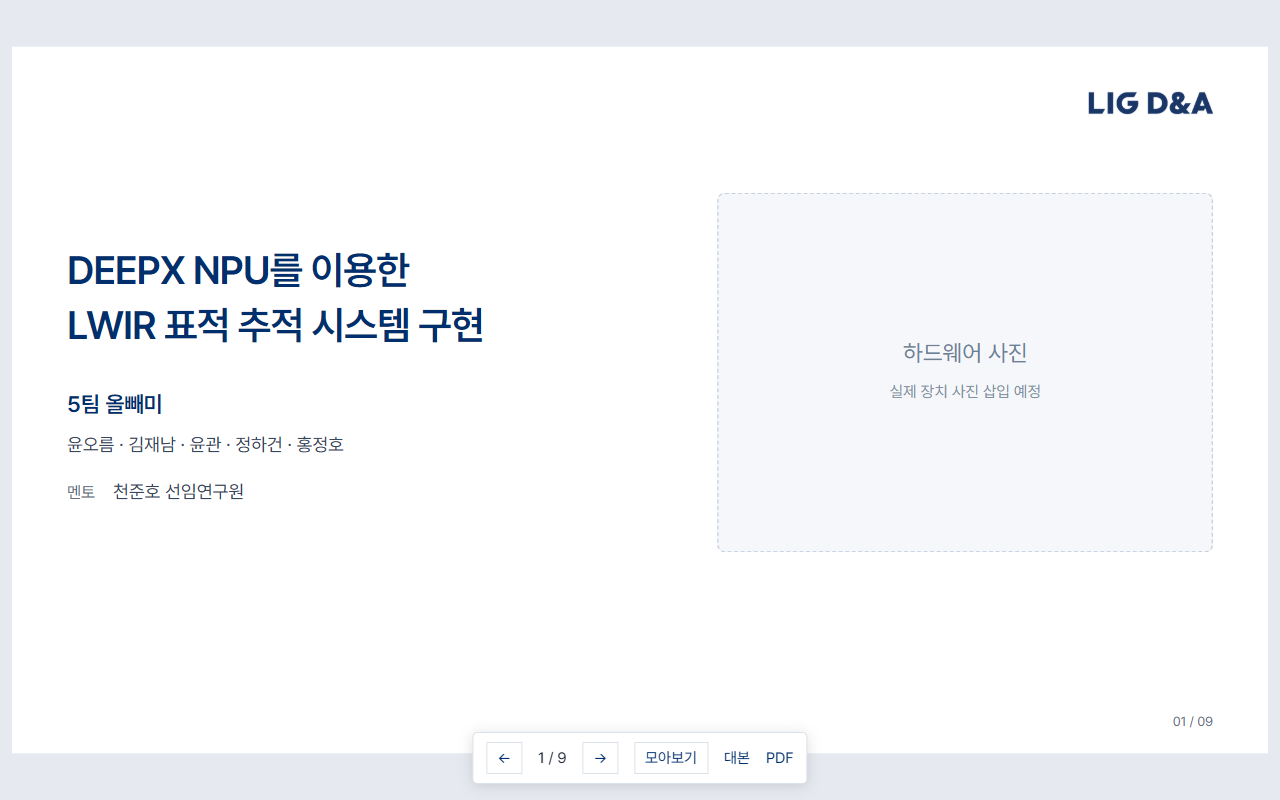 LIG D&A
DEEPX NPU를 이용한
LWIR 표적 추적 시스템 구현
5팀 올빼미
윤오름 · 김재남 · 윤관 · 정하건 · 홍정호
멘토 천준호 선임연구원
하드웨어 사진
실제 장치 사진 삽입 예정
01 / 09
← 1 / 9 → 모아보기 대본 PDF